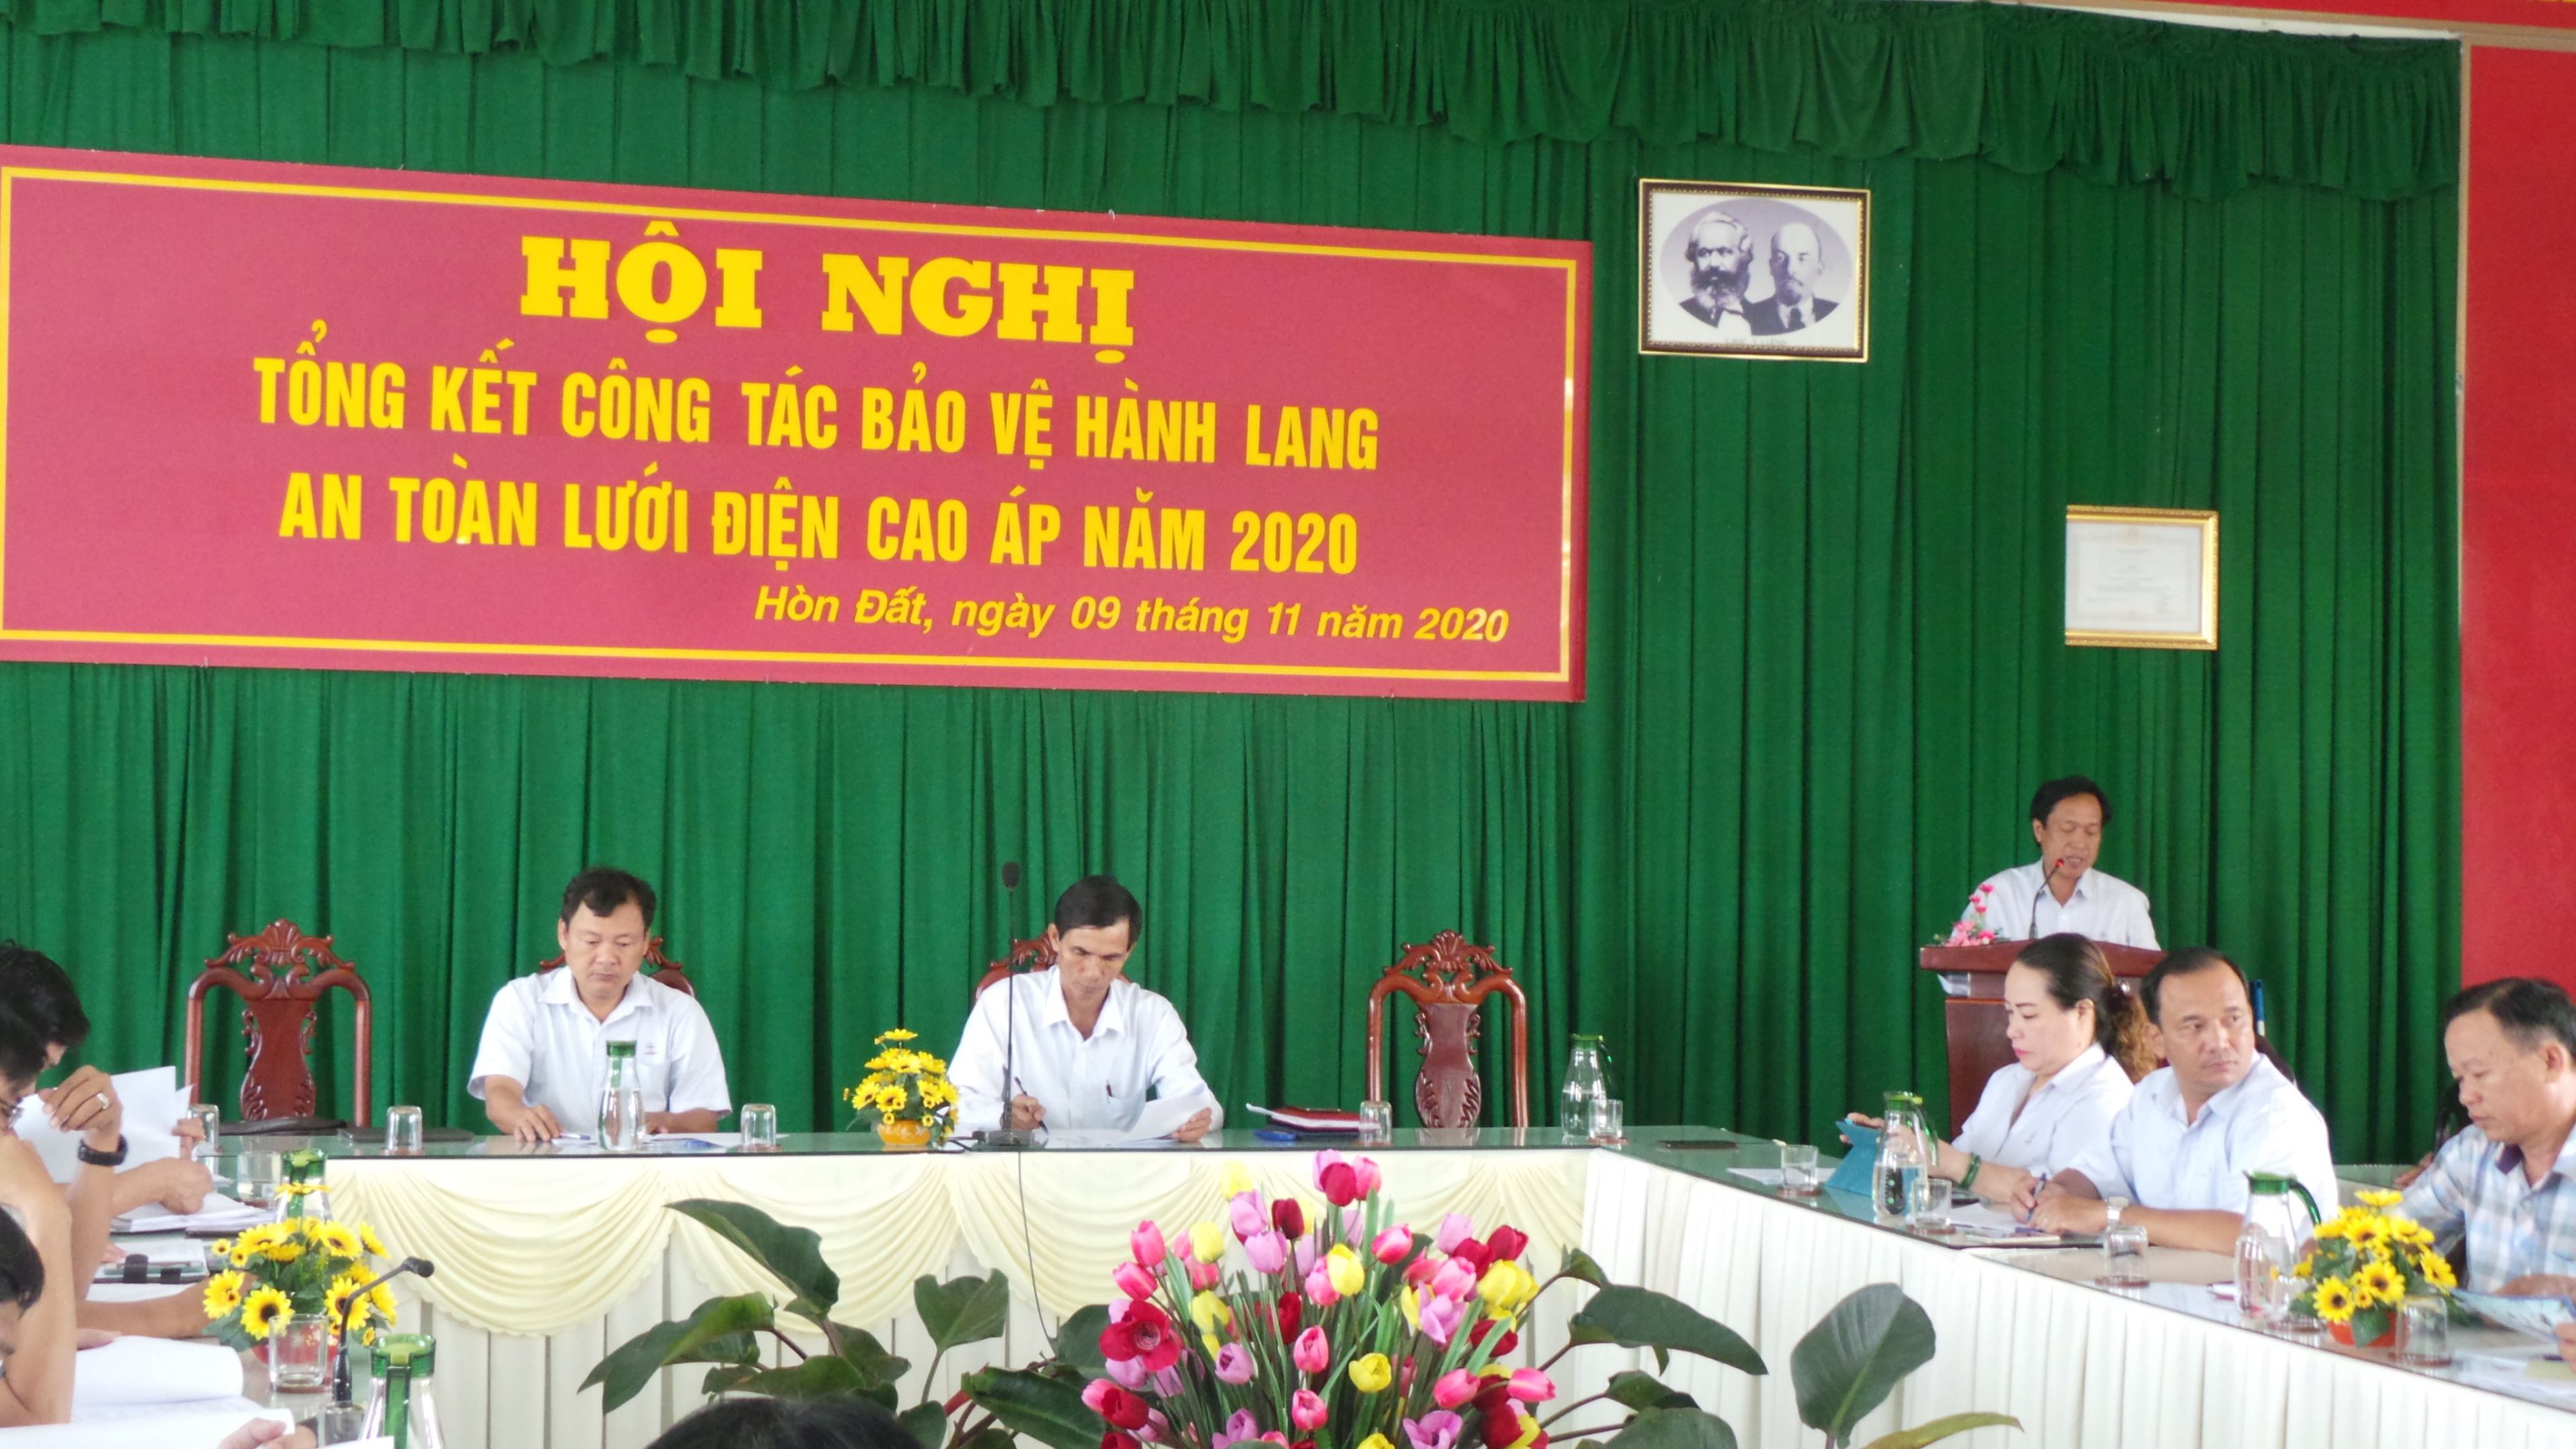 HỘI NGHỊ
TỔNG KẾT CÔNG TÁC BẢO VỆ HÀNH LANG
AN TOÀN LƯỚI ĐIỆN CAO ÁP NĂM 2020
Hòn Đất, ngày 09 tháng 11 năm 2020